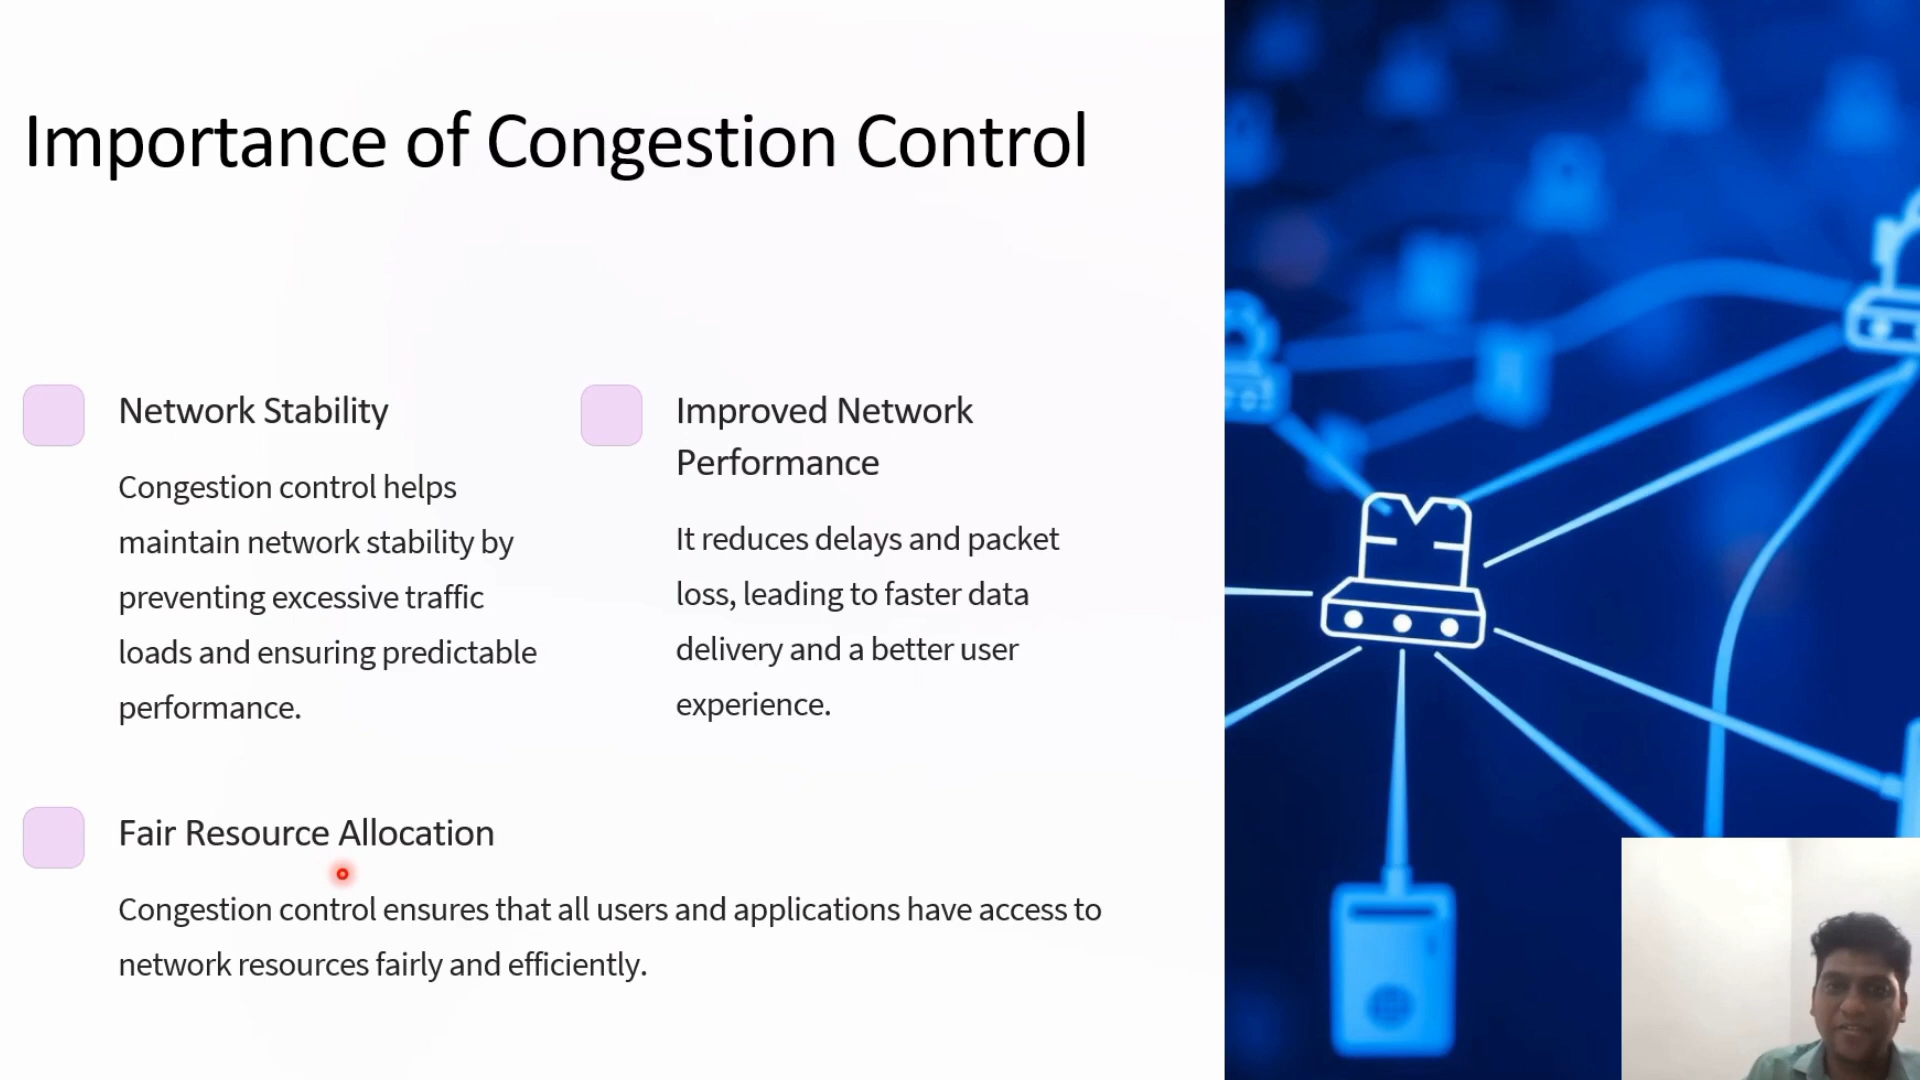 Importance of Congestion Control
Network Stability
Congestion control helps
maintain network stability by
preventing excessive traffic
loads and ensuring predictable
performance.
Improved Network
Performance
It reduces delays and packet
loss, leading to faster data
delivery and a better user
experience.
Fair Resource Allocation
Congestion control ensures that all users and applications have access to
network resources fairly and efficiently.